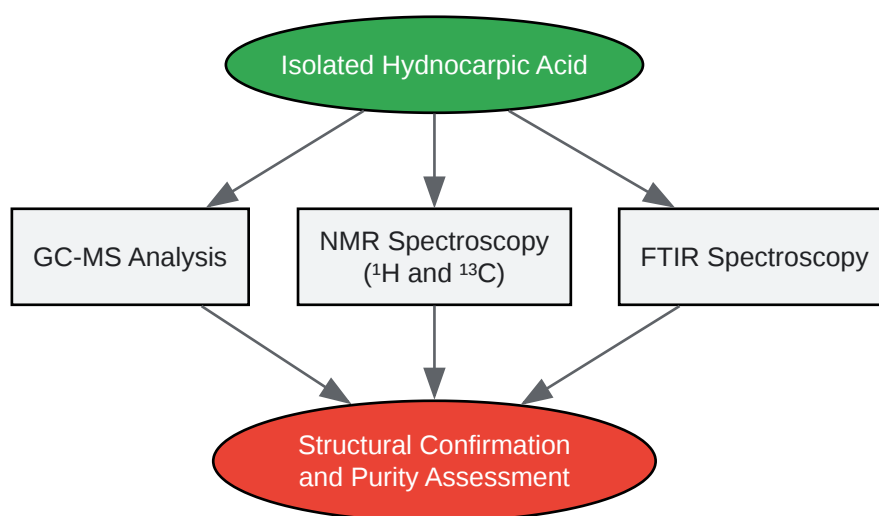 Isolated Hydnocarpic Acid
GC-MS Analysis
NMR Spectroscopy
(¹H and ¹³C)
FTIR Spectroscopy
Structural Confirmation
and Purity Assessment